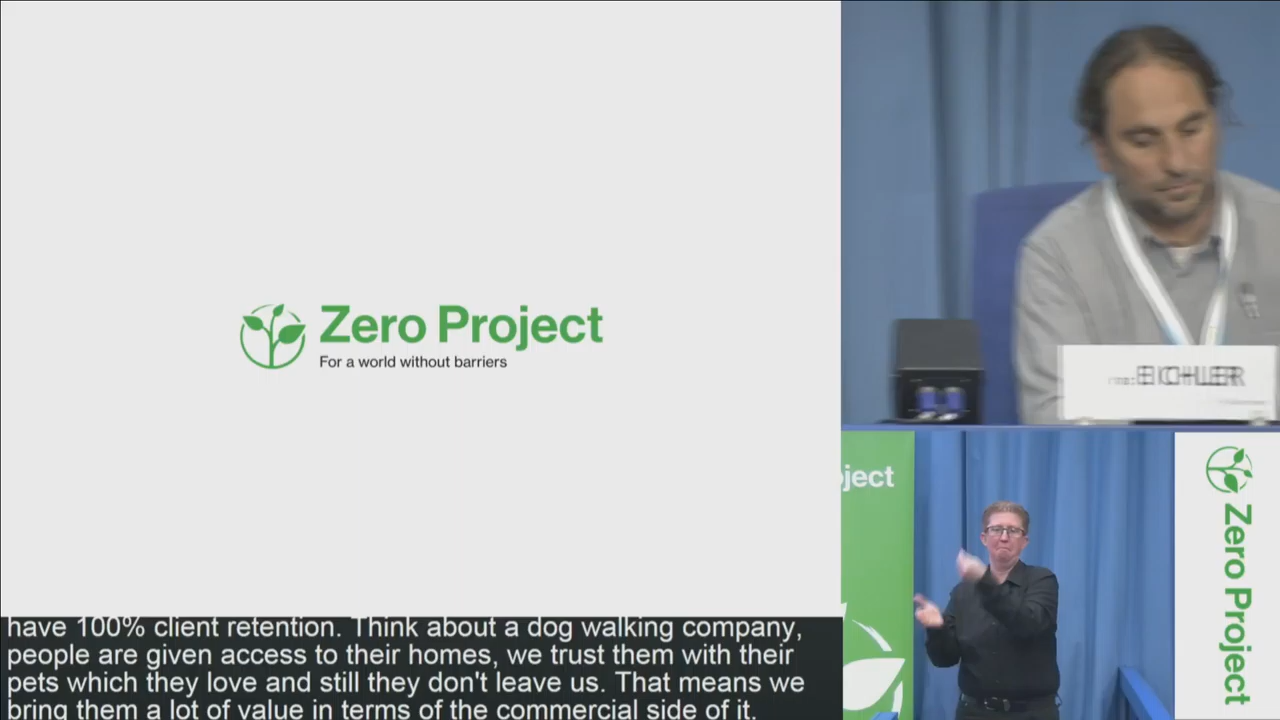 Zero Project
For a world without barriers
EICHLER
ject
Zero Project
have 100% client retention. Think about a dog walking company,
people are given access to their homes, we trust them with their
pets which they love and still they don't leave us. That means we
bring them a lot of value in terms of the commercial side of it.